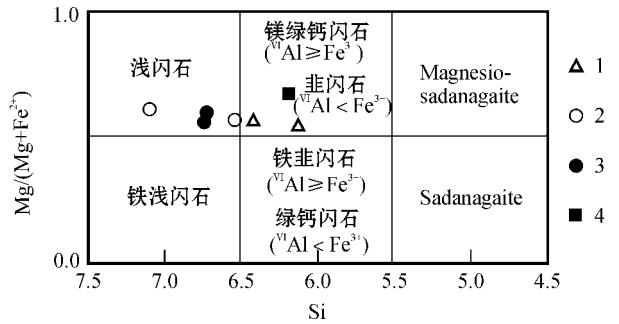 1.0
Mg/(Mg+Fe²⁺)
0.0
浅闪石
镁绿钙闪石
(ⱽᴵAl≥Fe³)
韭闪石
(ⱽᴵAl<Fe³⁻)
Magnesio-
sadanagaite
铁浅闪石
铁韭闪石
(ⱽᴵAl≥Fe³⁻)
绿钙闪石
(ⱽᴵAl<Fe³⁺)
Sadanagaite
7.5 7.0 6.5 6.0 5.5 5.0 4.5
Si
1
2
3
4